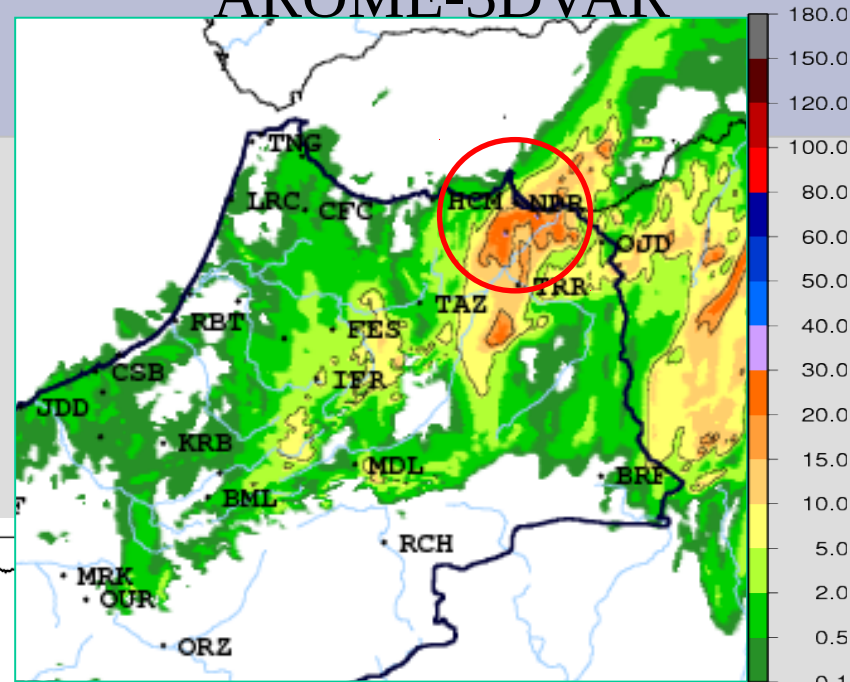 AROME-3DVAR
180.0
150.0
120.0
100.0
80.0
60.0
50.0
40.0
30.0
20.0
15.0
10.0
5.0
2.0
0.5
0.1
TNG
LRC
CFC
HCM
NDR
OJD
TRR
TAZ
RBT
FES
CSB
IFR
JDD
KRB
MDL
BRF
BML
F
RCH
MRK
OUR
ORZ